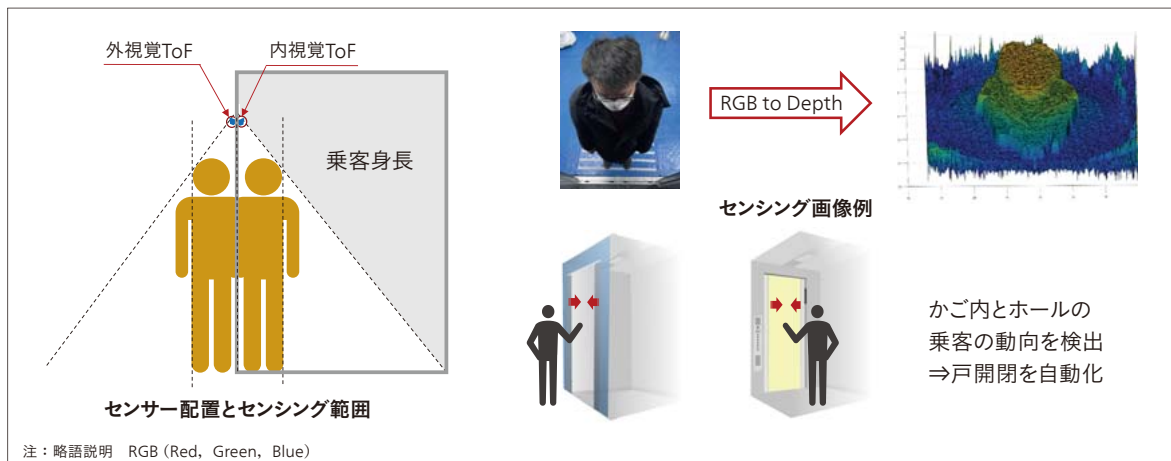 外視覚ToF
内視覚ToF
乗客身長
センサー配置とセンシング範囲
RGB to Depth
センシング画像例
かご内とホールの
乗客の動向を検出
⇒戸開閉を自動化
注：略語説明　RGB（Red，Green，Blue）